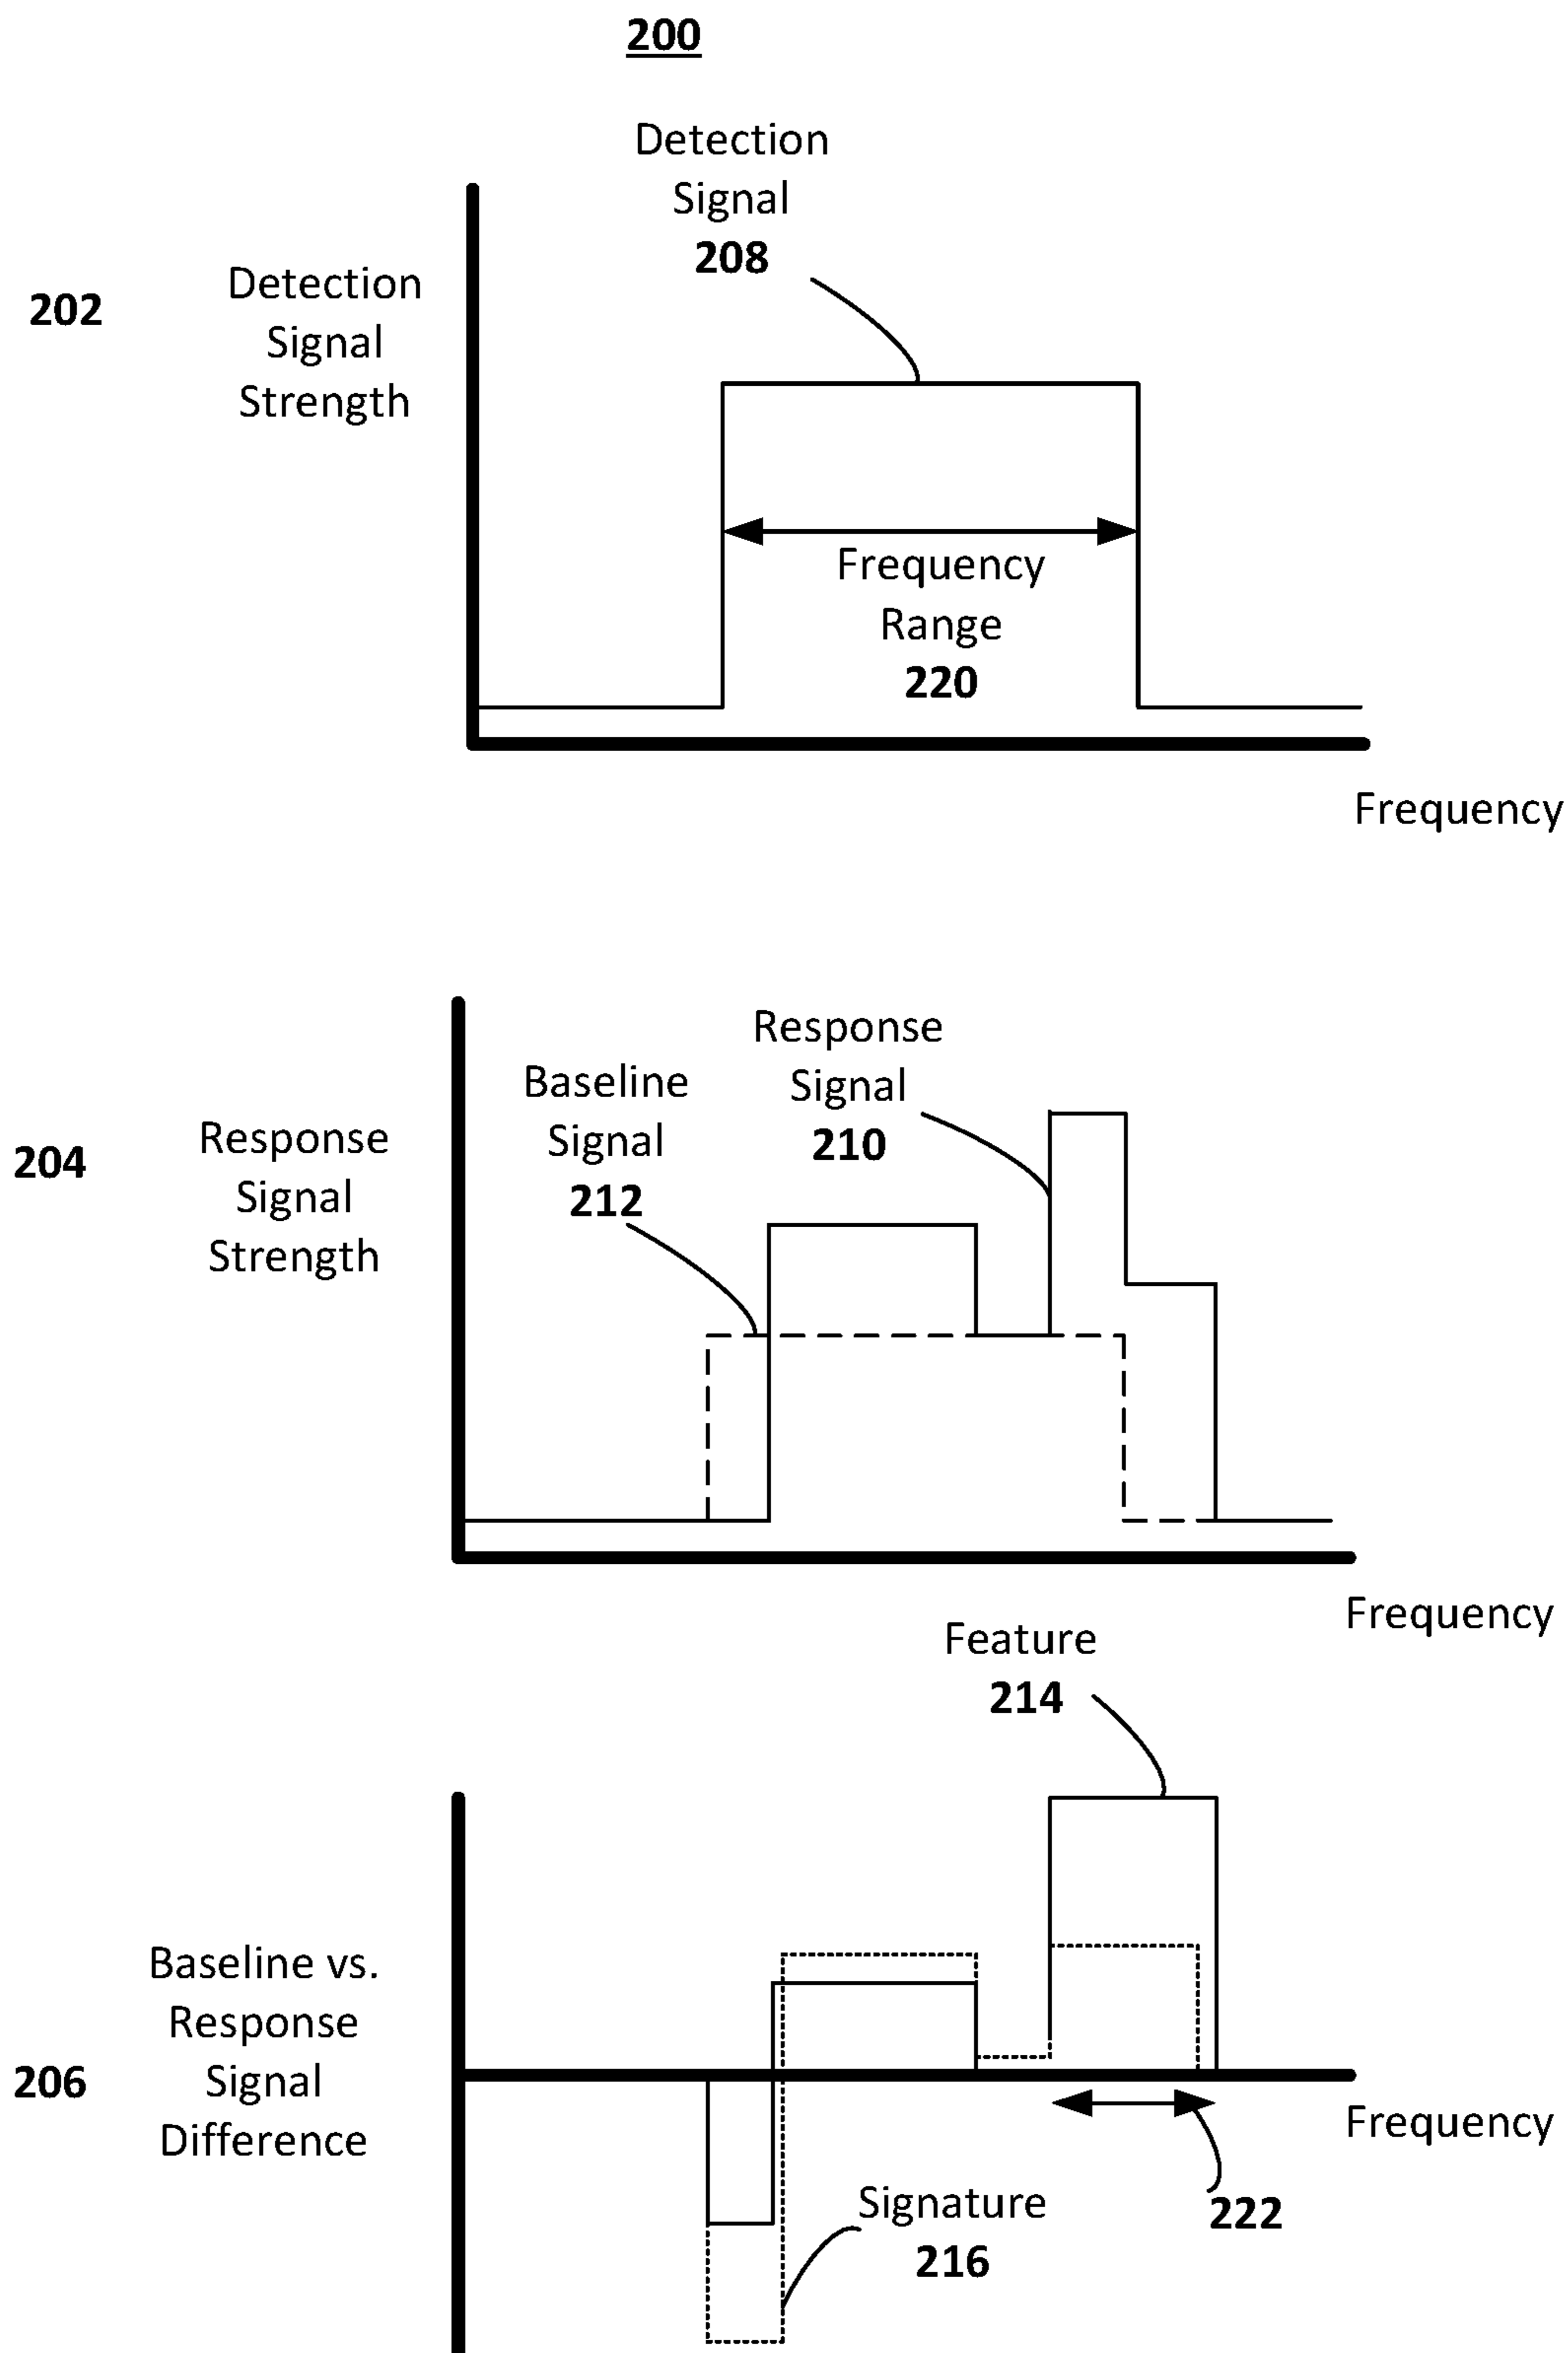 200
Detection
Signal
208
202
Detection
Signal
Strength
Frequency
Range
220
Frequency
204
Response
Signal
Strength
Baseline
Signal
212
Response
Signal
210
Frequency
Feature
214
206
Baseline vs.
Response
Signal
Difference
Frequency
222
Signature
216